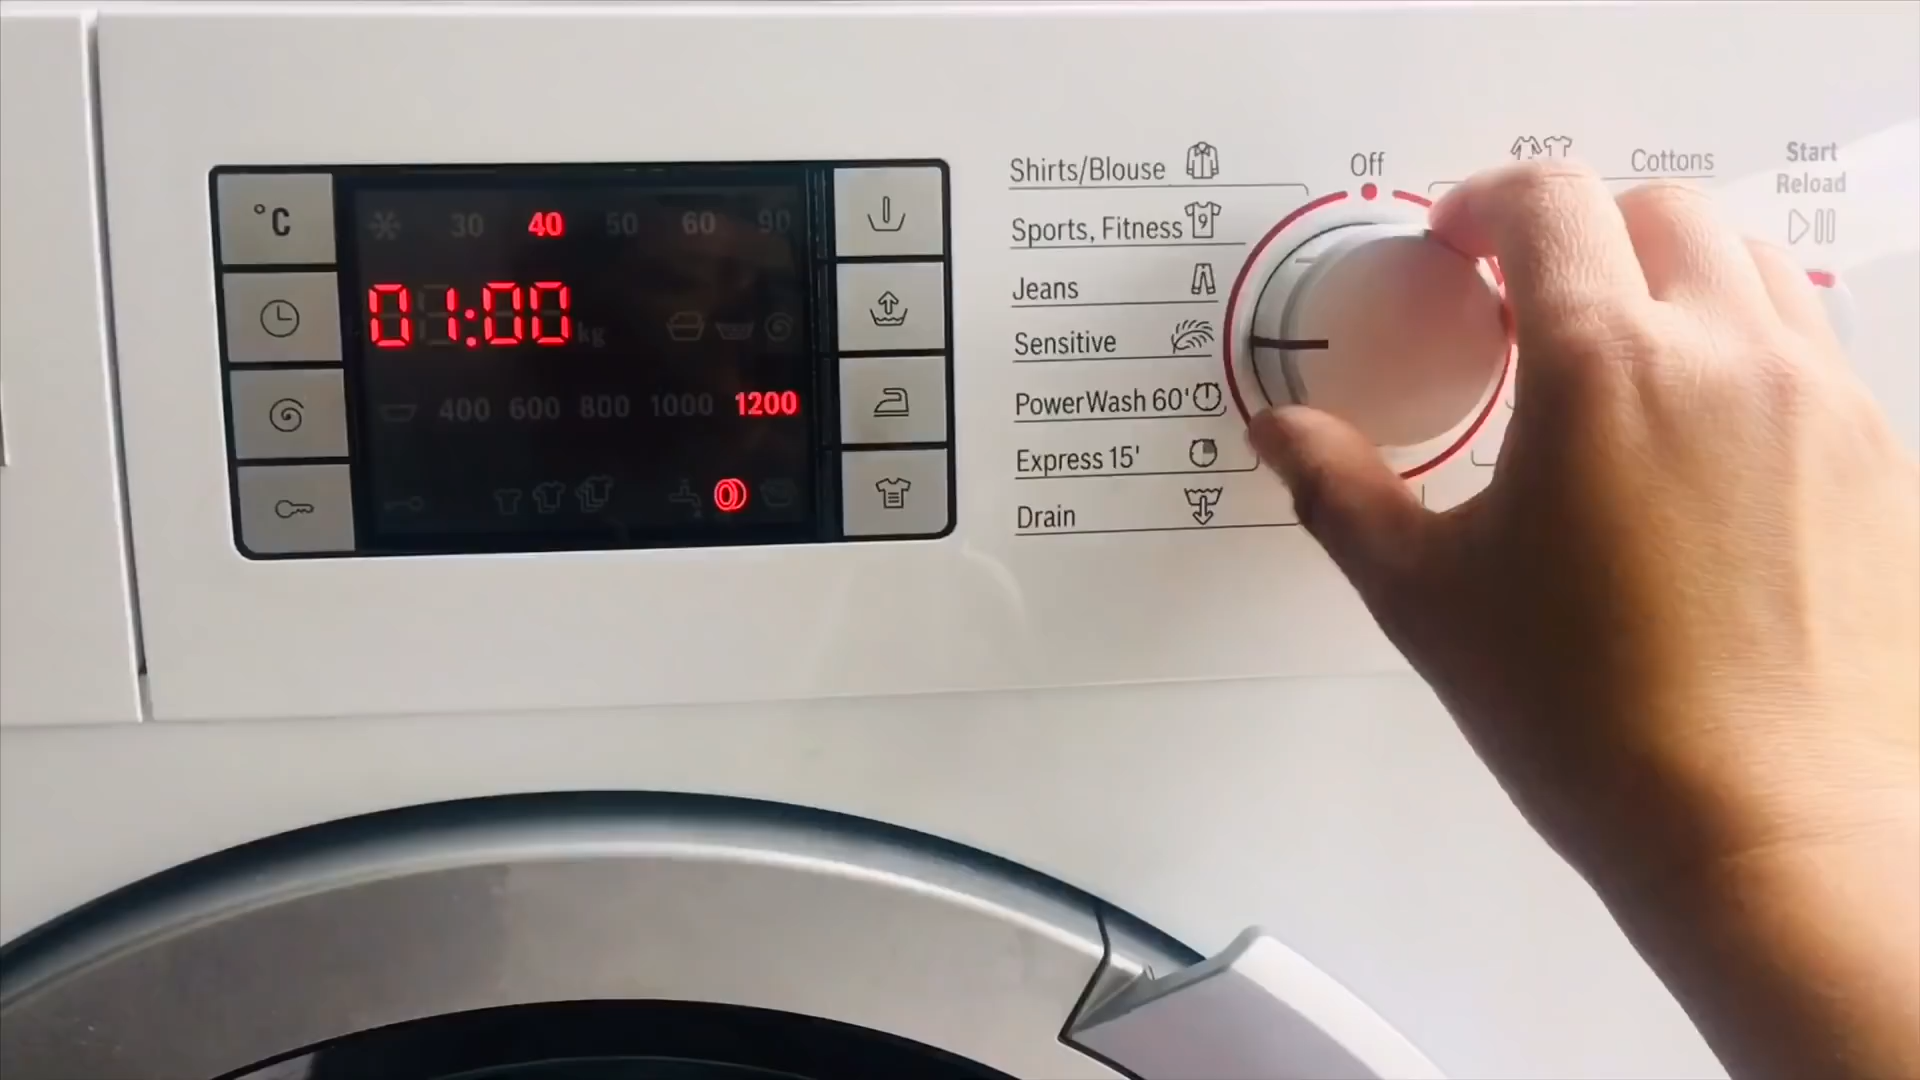 °C
30 40 50 60 90
01:00 kg
400 600 800 1000 1200
Shirts/Blouse
Sports, Fitness
9
Jeans
Sensitive
PowerWash 60'
Express 15'
Drain
Off
Cottons
Start
Reload